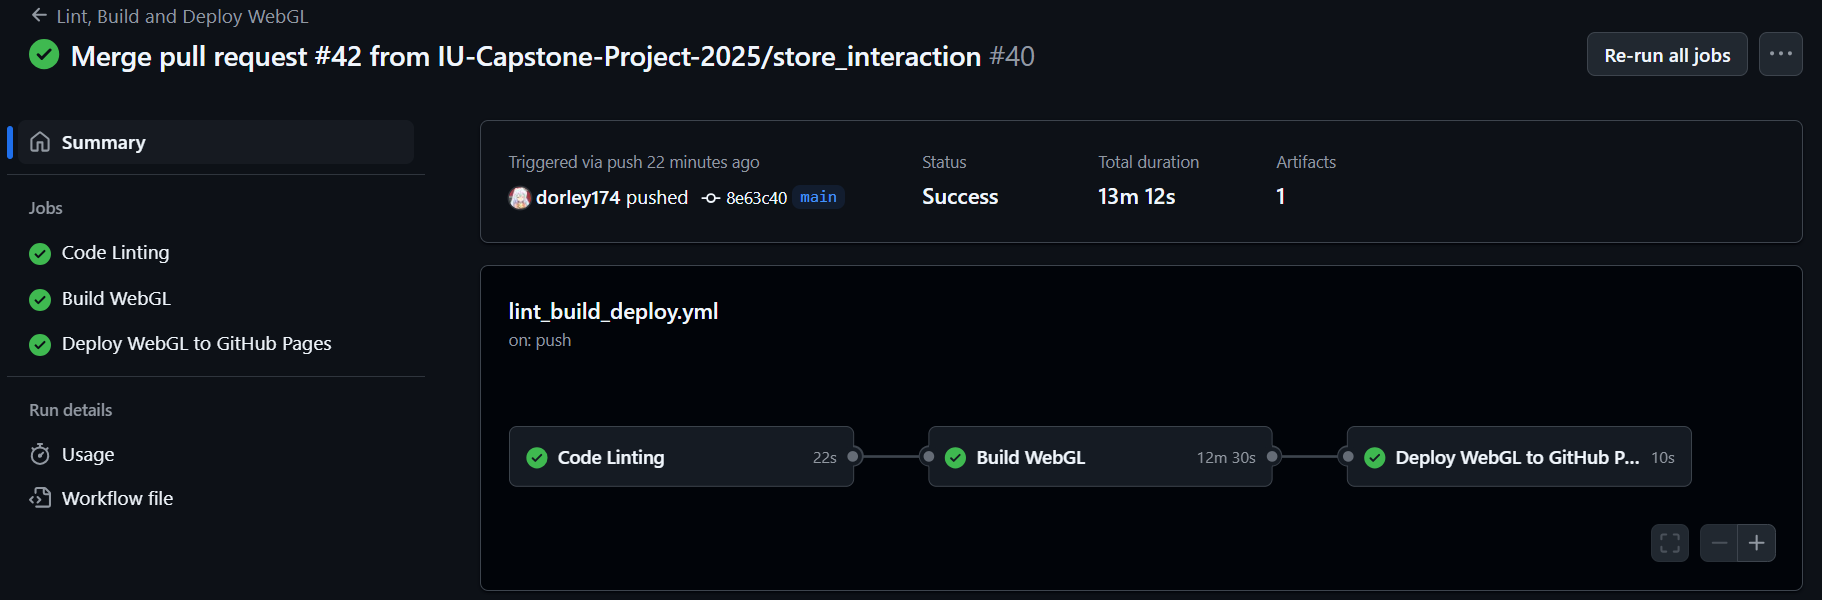 Lint, Build and Deploy WebGL
Merge pull request #42 from IU-Capstone-Project-2025/store_interaction #40
Re-run all jobs
Summary
Jobs
Code Linting
Build WebGL
Deploy WebGL to GitHub Pages
Run details
Usage
Workflow file
Triggered via push 22 minutes ago
dorley174 pushed 8e63c40 main
Status
Success
Total duration
13m 12s
Artifacts
1
lint_build_deploy.yml
on: push
Code Linting 22s
Build WebGL 12m 30s
Deploy WebGL to GitHub P... 10s